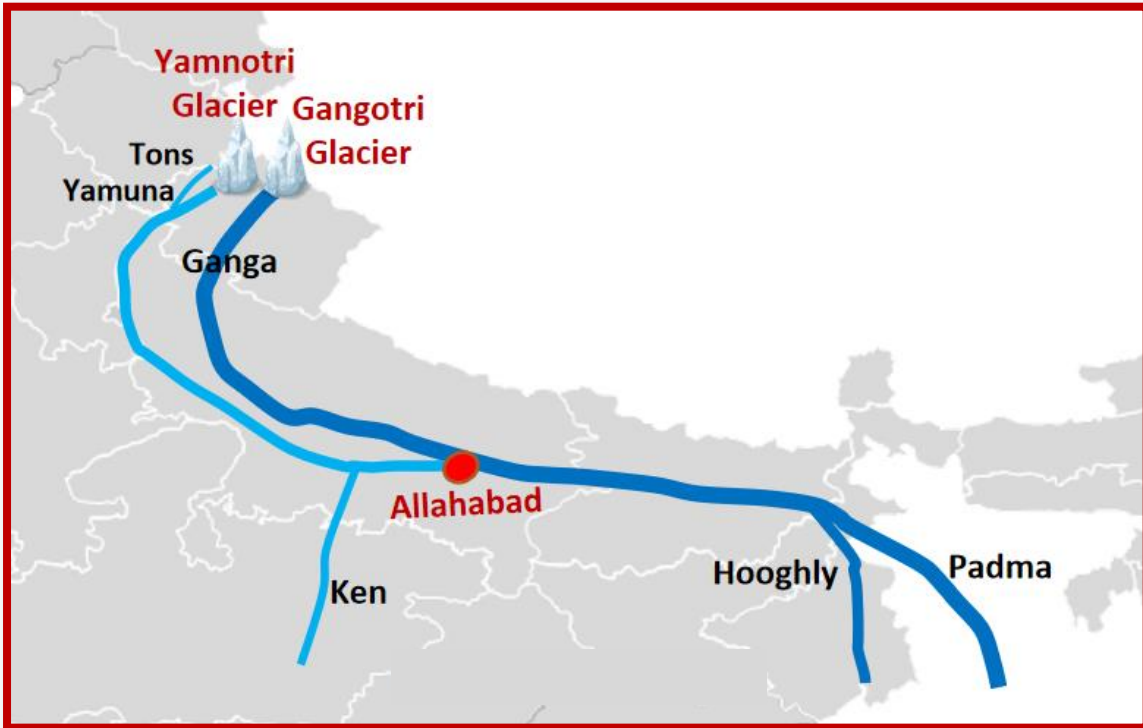 Yamnotri
Glacier
Gangotri
Glacier
Tons
Yamuna
Ganga
Allahabad
Ken
Hooghly
Padma